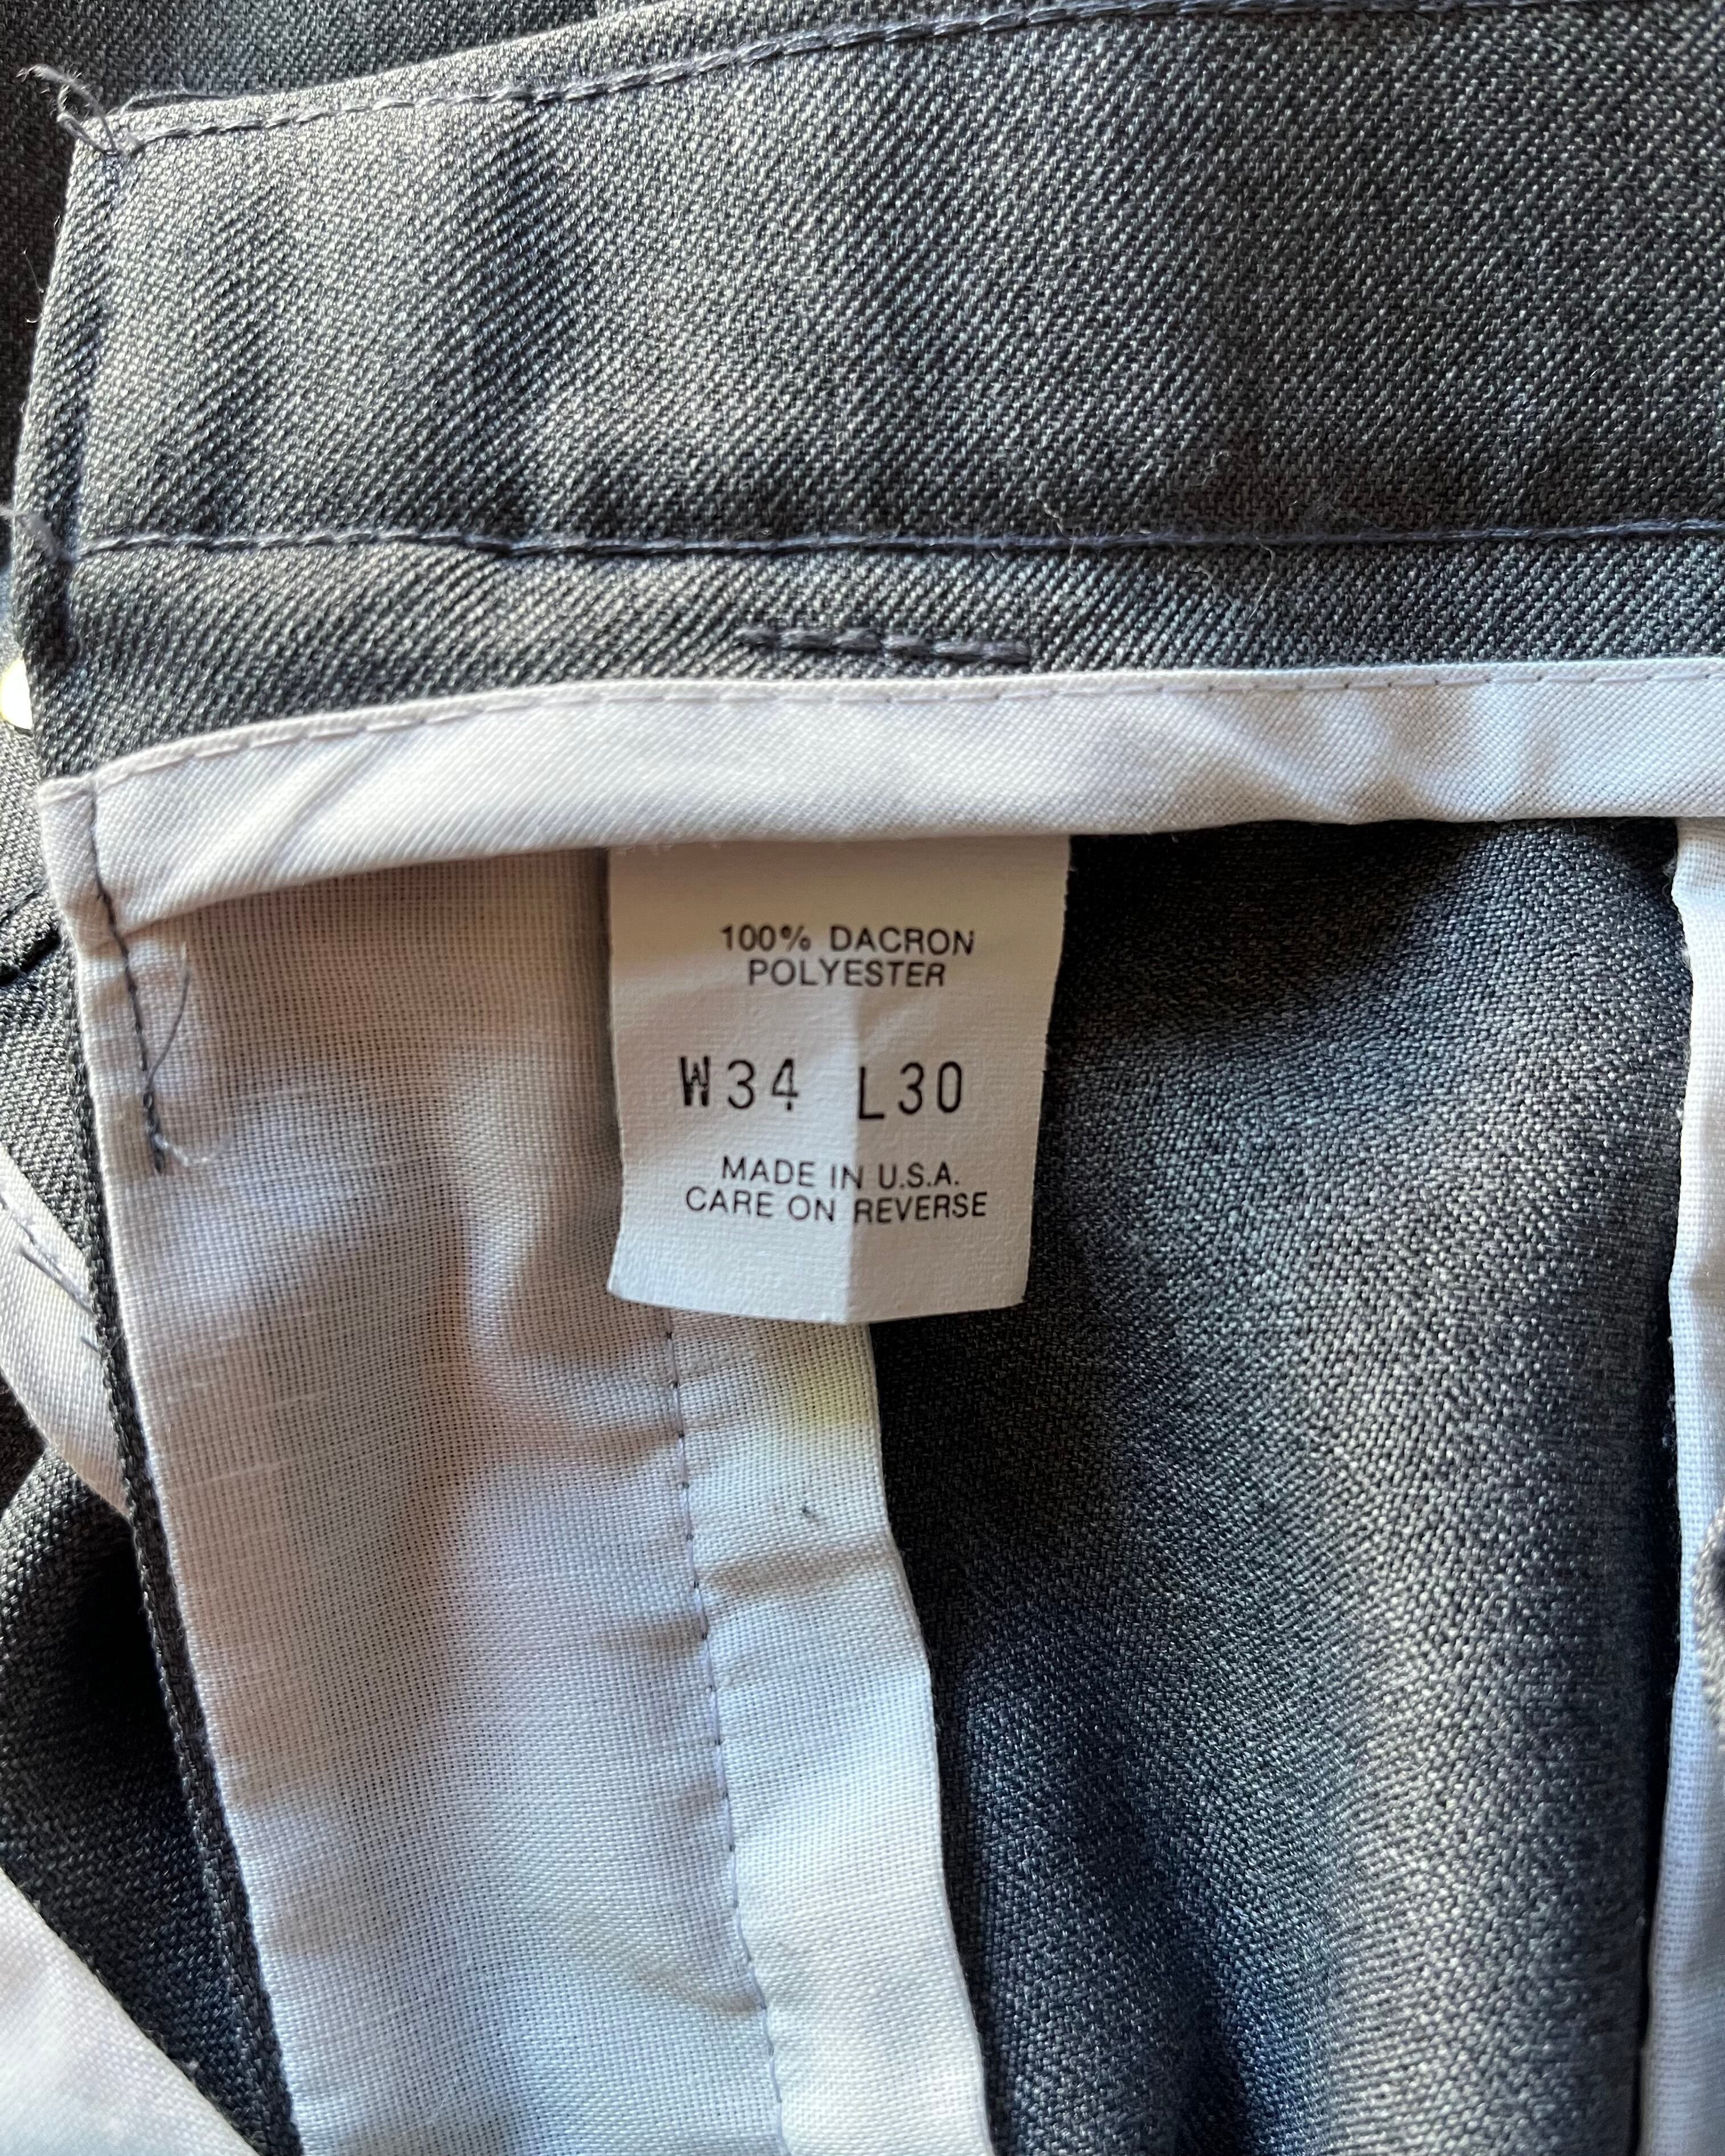 100% DACRON
POLYESTER
W34 L30
MADE IN U.S.A.
CARE ON REVERSE